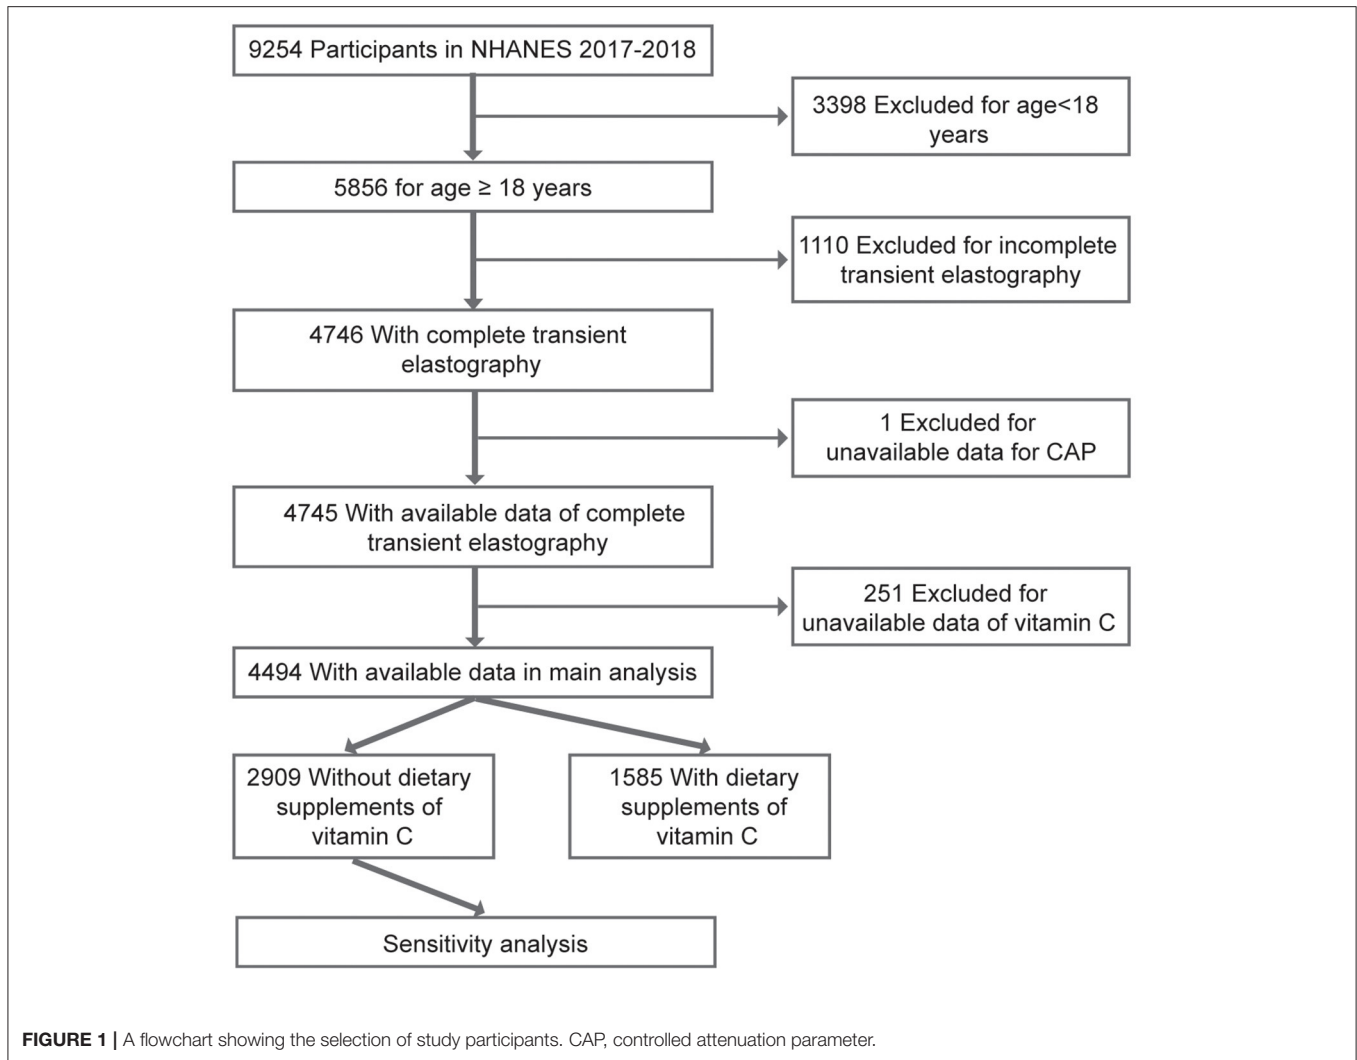 9254 Participants in NHANES 2017-2018
3398 Excluded for age<18
years
5856 for age ≥ 18 years
1110 Excluded for incomplete
transient elastography
4746 With complete transient
elastography
1 Excluded for
unavailable data for CAP
4745 With available data of complete
transient elastography
251 Excluded for
unavailable data of vitamin C
4494 With available data in main analysis
2909 Without dietary
supplements of
vitamin C
1585 With dietary
supplements of
vitamin C
Sensitivity analysis
FIGURE 1 | A flowchart showing the selection of study participants. CAP, controlled attenuation parameter.